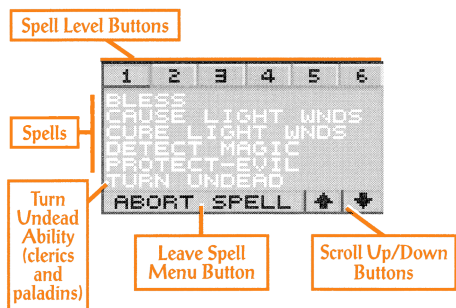 Spell Level Buttons
1 2 3 4 5 6
BLESS
CAUSE LIGHT WNDS
CURE LIGHT WNDS
DETECT MAGIC
PROTECT-EVIL
TURN UNDEAD
ABORT SPELL
Spells
Turn
Undead
Ability
(clerics
and
paladins)
Leave Spell
Menu Button
Scroll Up/Down
Buttons